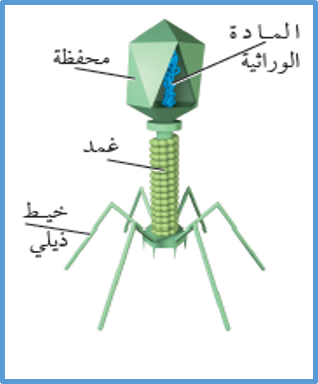 المادة
الوراثية
محفظة
غمد
خيط
ذيلي